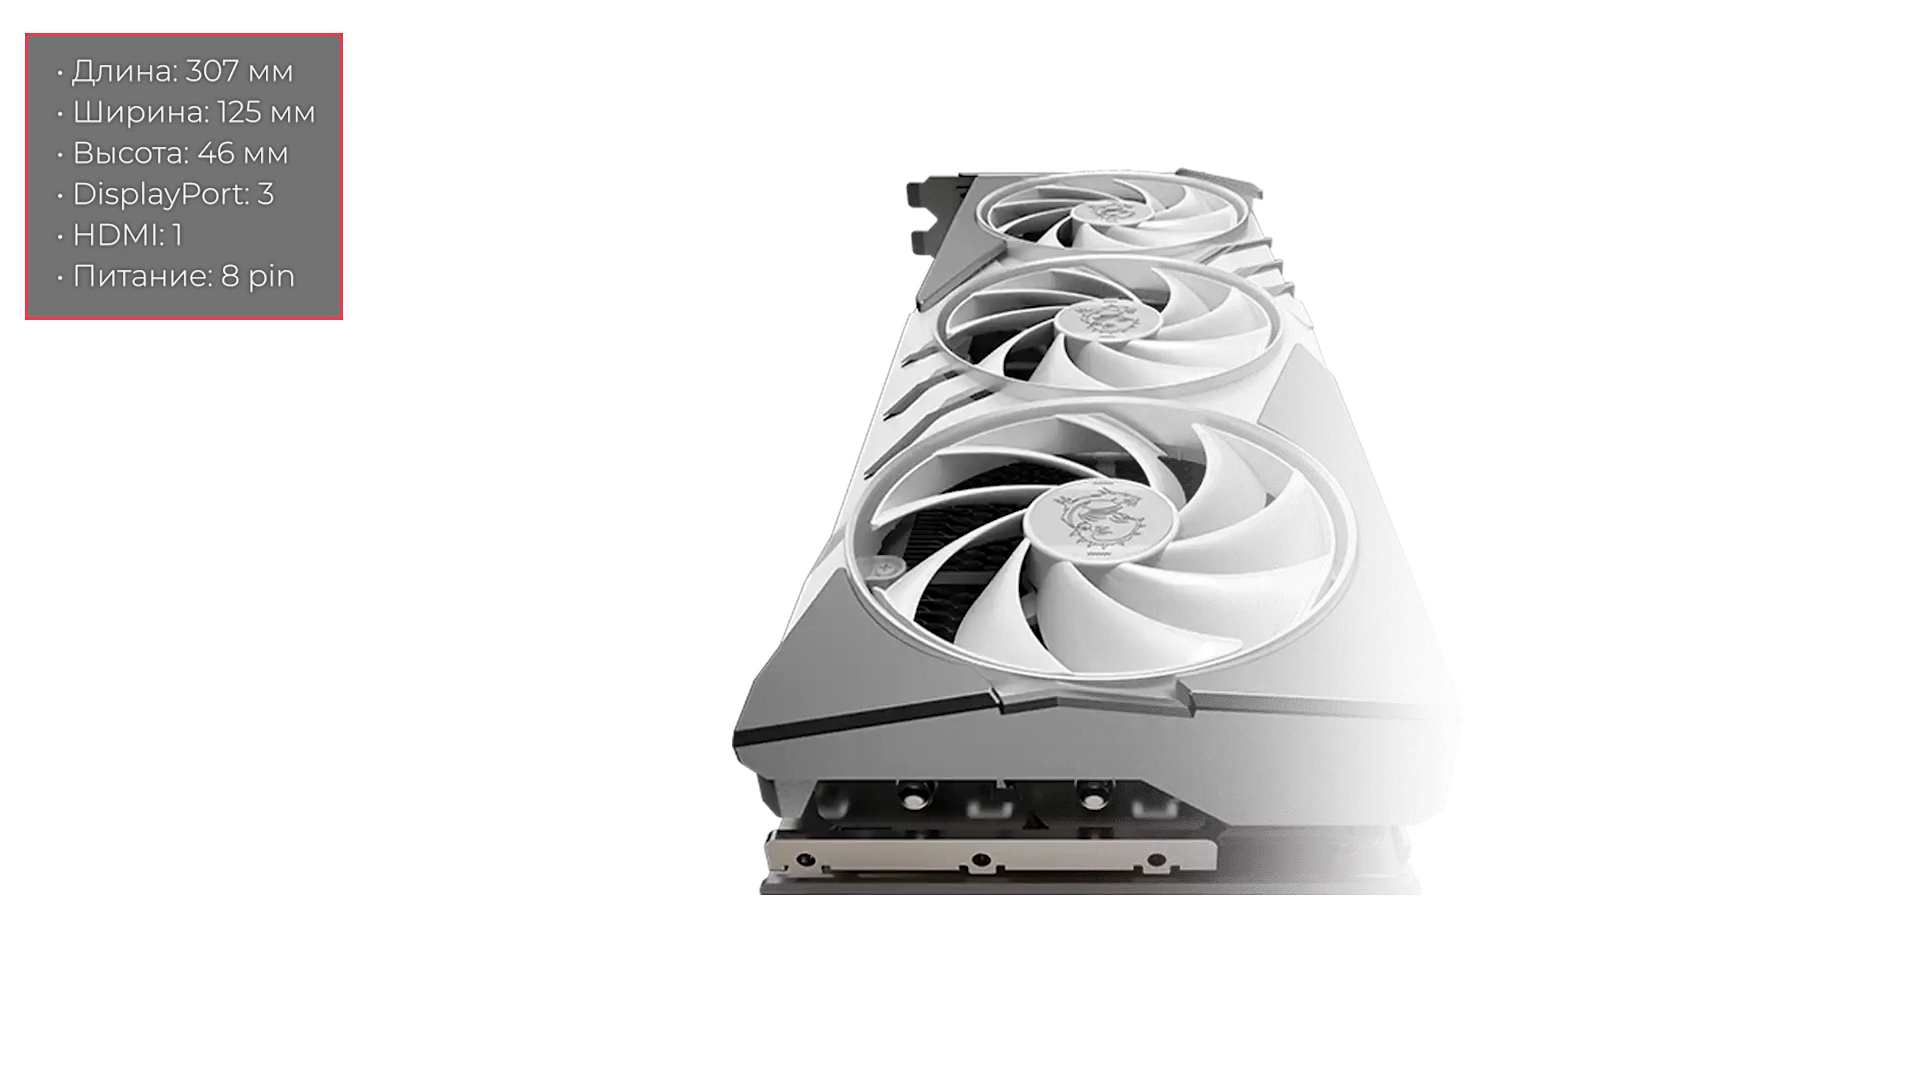 · Длина: 307 мм
· Ширина: 125 мм
· Высота: 46 мм
· DisplayPort: 3
· HDMI: 1
· Питание: 8 pin